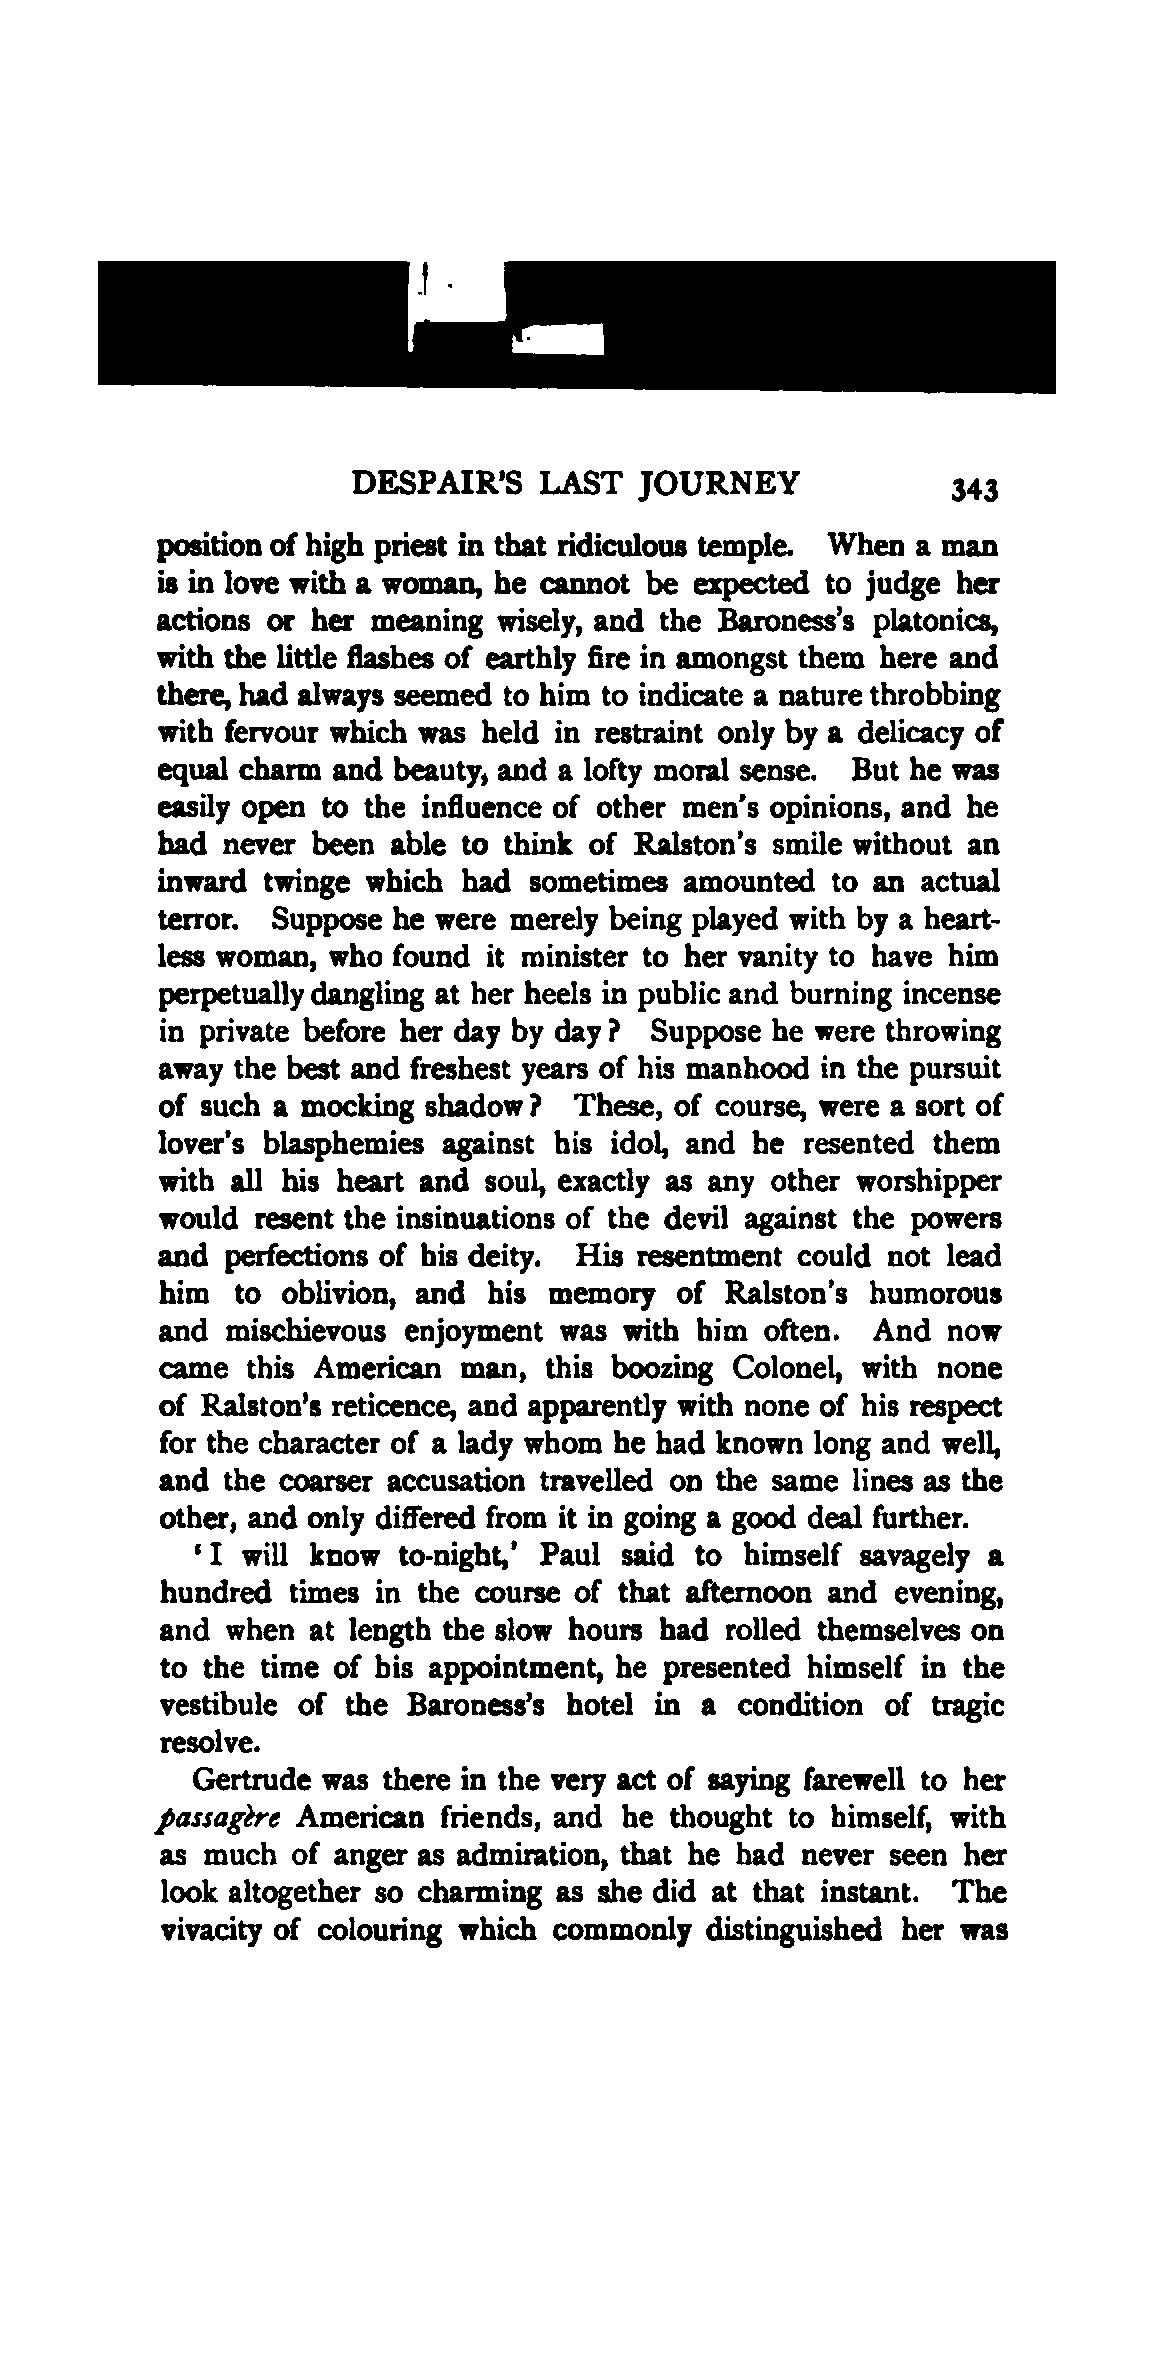 DESPAIR'S LAST JOURNEY 343
position of high priest in that ridiculous temple. When a man
is in love with a woman, he cannot be expected to judge her
actions or her meaning wisely, and the Baroness's platonics,
with the little flashes of earthly fire in amongst them here and
there, had always seemed to him to indicate a nature throbbing
with fervour which was held in restraint only by a delicacy of
equal charm and beauty, and a lofty moral sense. But he was
easily open to the influence of other men's opinions, and he
had never been able to think of Ralston's smile without an
inward twinge which had sometimes amounted to an actual
terror. Suppose he were merely being played with by a heart-
less woman, who found it minister to her vanity to have him
perpetually dangling at her heels in public and burning incense
in private before her day by day? Suppose he were throwing
away the best and freshest years of his manhood in the pursuit
of such a mocking shadow? These, of course, were a sort of
lover's blasphemies against his idol, and he resented them
with all his heart and soul, exactly as any other worshipper
would resent the insinuations of the devil against the powers
and perfections of his deity. His resentment could not lead
him to oblivion, and his memory of Ralston's humorous
and mischievous enjoyment was with him often. And now
came this American man, this boozing Colonel, with none
of Ralston's reticence, and apparently with none of his respect
for the character of a lady whom he had known long and well,
and the coarser accusation travelled on the same lines as the
other, and only differed from it in going a good deal further.
'I will know to-night,' Paul said to himself savagely a
hundred times in the course of that afternoon and evening,
and when at length the slow hours had rolled themselves on
to the time of his appointment, he presented himself in the
vestibule of the Baroness's hotel in a condition of tragic
resolve.
Gertrude was there in the very act of saying farewell to her
passagère American friends, and he thought to himself, with
as much of anger as admiration, that he had never seen her
look altogether so charming as she did at that instant. The
vivacity of colouring which commonly distinguished her was